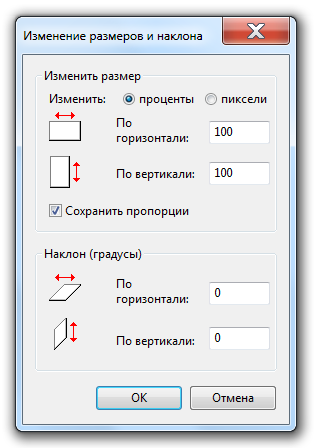 Изменение размеров и наклона
Изменить размер
Изменить: проценты пиксели
По
горизонтали: 100
По вертикали: 100
Сохранить пропорции
Наклон (градусы)
По
горизонтали: 0
По вертикали: 0
ОК Отмена